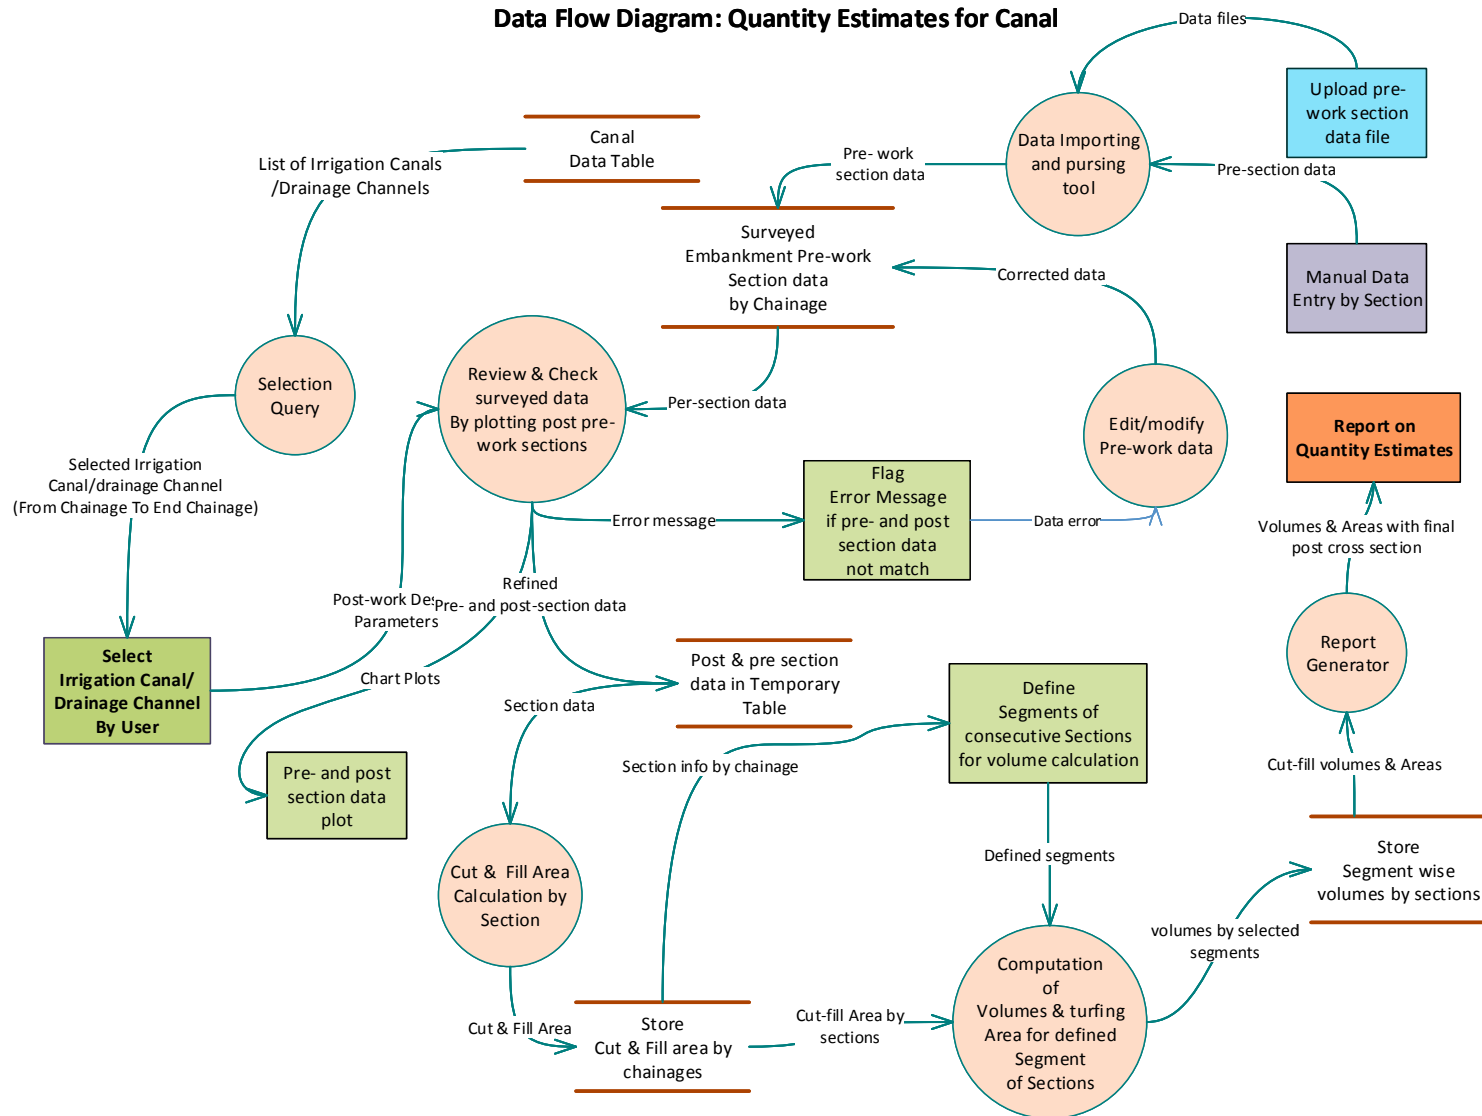 Data Flow Diagram: Quantity Estimates for Canal
Data files
Upload pre-
work section
data file
Canal
Data Table
Data Importing
and pursing
tool
Pre- work
section data
Pre-section data
List of Irrigation Canals
/Drainage Channels
Surveyed
Embankment Pre-work
Section data
by Chainage
Corrected data
Manual Data
Entry by Section
Selection
Query
Review & Check
surveyed data
By plotting post pre-
work sections
Per-section data
Edit/modify
Pre-work data
Report on
Quantity Estimates
Selected Irrigation
Canal/drainage Channel
(From Chainage To End Chainage)
Flag
Error Message
if pre- and post
section data
not match
Error message
Data error
Volumes & Areas with final
post cross section
Refined
Pre- and post-section data
Post-work Des
Parameters
Select
Irrigation Canal/
Drainage Channel
By User
Chart Plots
Post & pre section
data in Temporary
Table
Report
Generator
Section data
Define
Segments of
consecutive Sections
for volume calculation
Pre- and post
section data
plot
Section info by chainage
Cut-fill volumes & Areas
Cut & Fill Area
Calculation by
Section
Defined segments
Store
Segment wise
volumes by sections
volumes by selected
segments
Computation
of
Volumes & turfing
Area for defined
Segment
of Sections
Cut & Fill Area
Store
Cut & Fill area by
chainages
Cut-fill Area by
sections